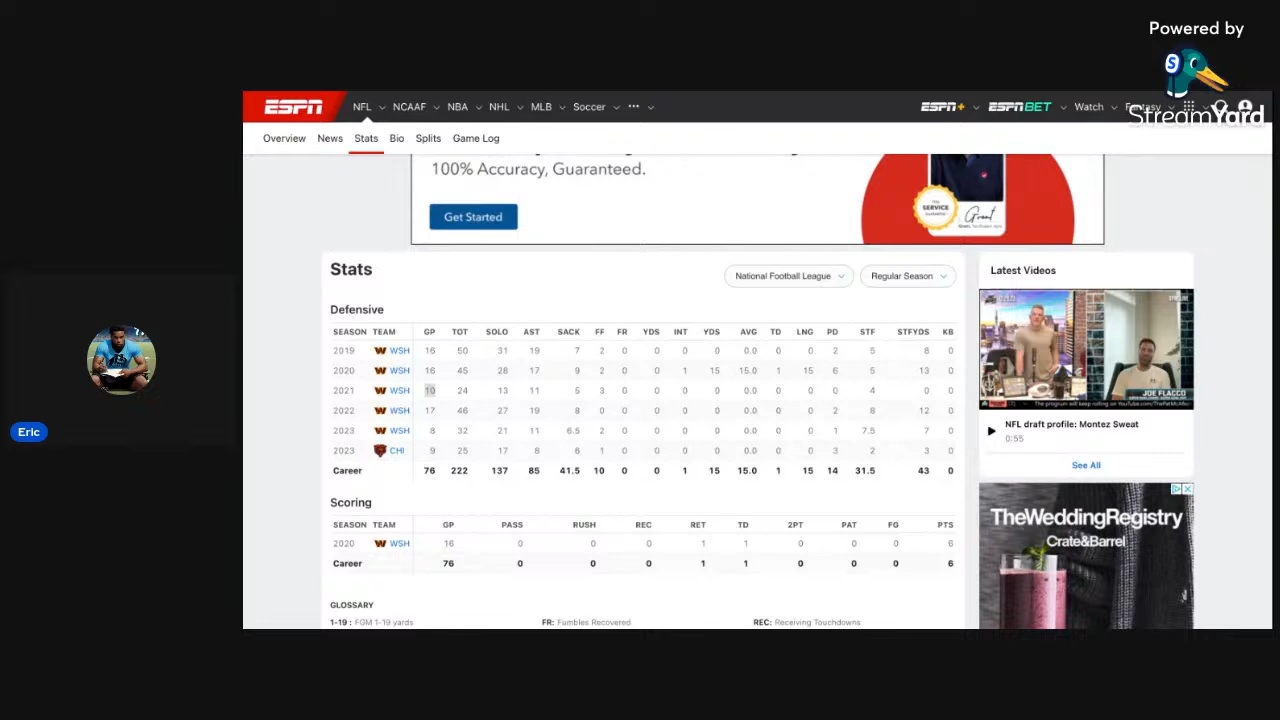 Powered by
S
StreamYard
ESPN NFL NCAAF NBA NHL MLB Soccer ••• ESPN+ ESPN BET Watch Fantasy
Overview News Stats Bio Splits Game Log
100% Accuracy, Guaranteed.
Get Started
SERVICE
Stats
National Football League
Regular Season
Defensive
SEASON TEAM GP TOT SOLO AST SACK FF FR YDS INT YDS AVG TD LNG PD STF STFYDS KB
2019 WSH 16 50 31 19 7 2 0 0 0 0 0.0 0 0 2 5 8 0
2020 WSH 16 45 28 17 9 2 0 0 1 15 15.0 1 15 6 5 13 0
2021 WSH 10 24 13 11 5 3 0 0 0 0 0.0 0 0 0 4 0 0
2022 WSH 17 46 27 19 8 0 0 0 0 0 0.0 0 0 2 8 12 0
2023 WSH 8 32 21 11 6.5 2 0 0 0 0 0.0 0 0 1 7.5 7 0
2023 CHI 9 25 17 8 6 1 0 0 0 0 0.0 0 0 3 2 3 0
Career 76 222 137 85 41.5 10 0 0 1 15 15.0 1 15 14 31.5 43 0
Scoring
SEASON TEAM GP PASS RUSH REC RET TD 2PT PAT FG PTS
2020 WSH 16 0 0 0 1 1 0 0 0 6
Career 76 0 0 0 1 1 0 0 0 6
GLOSSARY
1-19 : FGM 1-19 yards FR: Fumbles Recovered REC: Receiving Touchdowns
Latest Videos
JOE FLACCO
NFL draft profile: Montez Sweat
0:55
See All
TheWeddingRegistry
Crate&Barrel
Eric